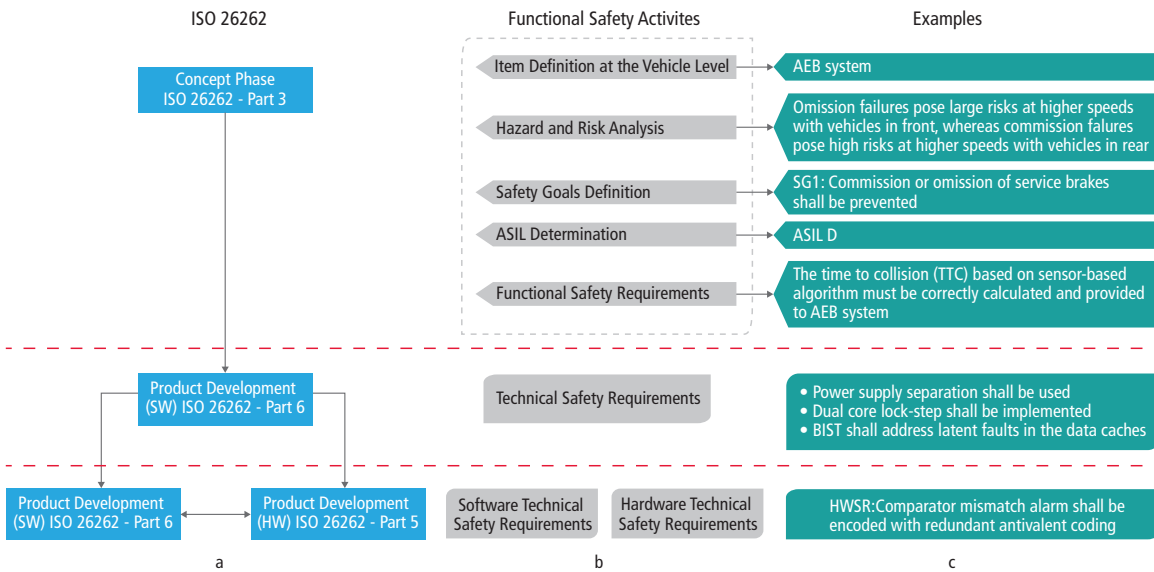 ISO 26262
Functional Safety Activites
Examples
Concept Phase
ISO 26262 - Part 3
Item Definition at the Vehicle Level
AEB system
Hazard and Risk Analysis
Omission failures pose large risks at higher speeds
with vehicles in front, whereas commission falures
pose high risks at higher speeds with vehicles in rear
Safety Goals Definition
SG1: Commission or omission of service brakes
shall be prevented
ASIL Determination
ASIL D
Functional Safety Requirements
The time to collision (TTC) based on sensor-based
algorithm must be correctly calculated and provided
to AEB system
Product Development
(SW) ISO 26262 - Part 6
Technical Safety Requirements
• Power supply separation shall be used
• Dual core lock-step shall be implemented
• BIST shall address latent faults in the data caches
Product Development
(SW) ISO 26262 - Part 6
Product Development
(HW) ISO 26262 - Part 5
Software Technical
Safety Requirements
Hardware Technical
Safety Requirements
HWSR:Comparator mismatch alarm shall be
encoded with redundant antivalent coding
a
b
c